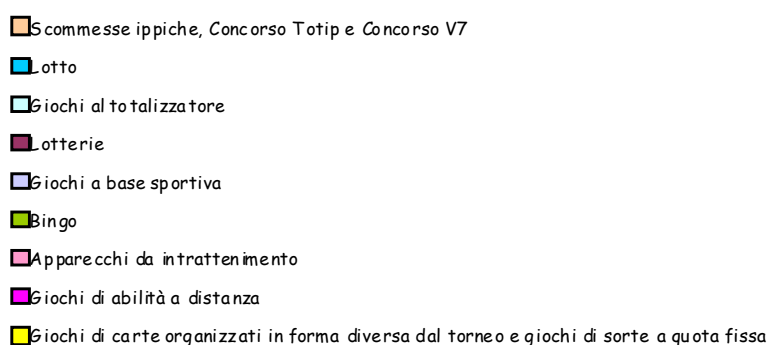 Scommesse ippiche, Concorso Totip e Concorso V7
Lotto
Giochi al totalizzatore
Lotterie
Giochi a base sportiva
Bingo
Apparecchi da intrattenimento
Giochi di abilità a distanza
Giochi di carte organizzati in forma diversa dal torneo e giochi di sorte a quota fissa